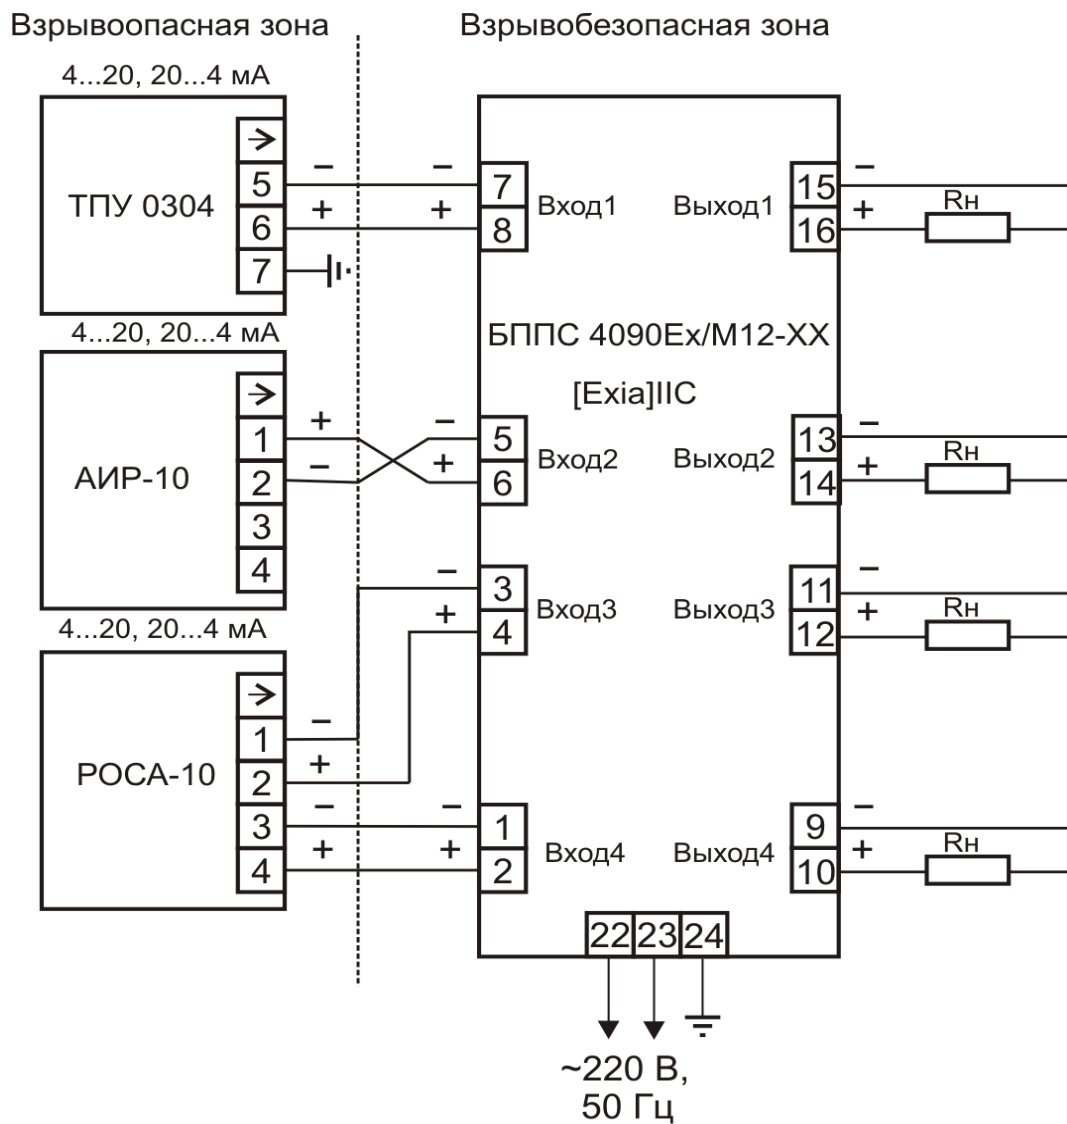 Взрывоопасная зона
Взрывобезопасная зона
4...20, 20...4 мА
ТПУ 0304
5
6
7
–
+
–
+
7
8
Вход1
Выход1
15
16
–
+
Rн
4...20, 20...4 мА
АИР-10
1
2
3
4
+
–
–
+
БППС 4090Ex/М12-ХХ
[Exia]IIC
5
6
Вход2
Выход2
13
14
–
+
Rн
4...20, 20...4 мА
РОСА-10
1
2
3
4
–
+
–
+
–
+
3
4
Вход3
Выход3
11
12
–
+
Rн
–
+
1
2
Вход4
Выход4
9
10
–
+
Rн
22 23 24
~220 В,
50 Гц